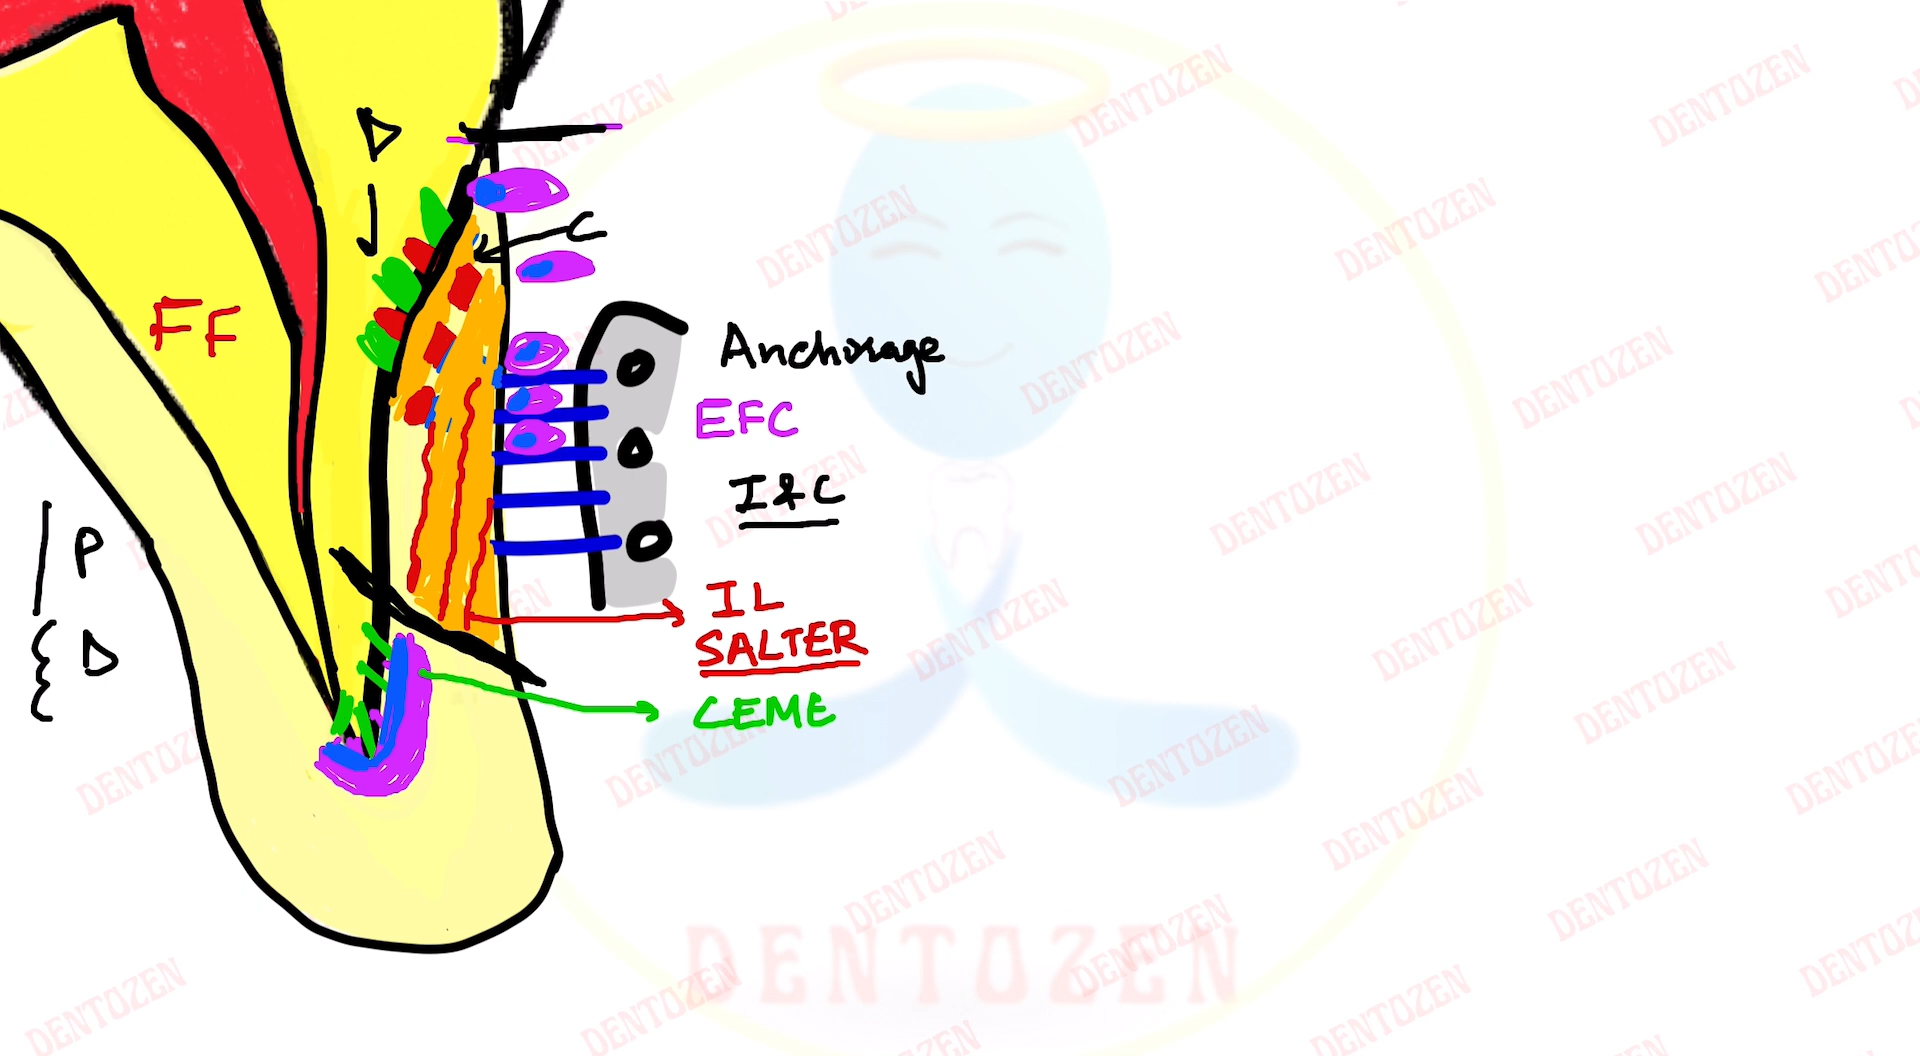 D
J
C
FF
Anchorage
EFC
I & C
P
D
IL
SALTER
CEME
DENTOZEN